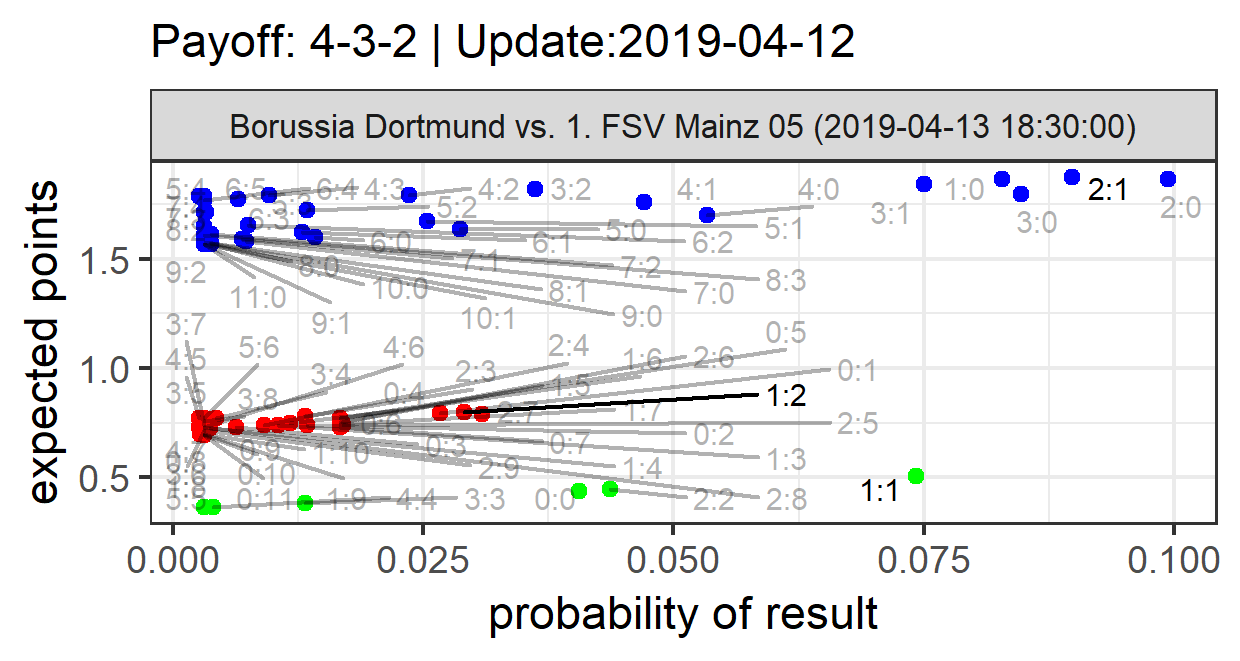 Payoff: 4-3-2 | Update:2019-04-12
Borussia Dortmund vs. 1. FSV Mainz 05 (2019-04-13 18:30:00)
expected points
1.5
1.0
0.5
5:4 6:5 6:4 4:3 4:2 3:2 4:1 4:0 1:0 2:1 2:0
5:2 3:1 3:0
6:3 5:0 5:1
6:0 6:1 6:2
9:2 8:0 7:1 7:2 8:3
11:0 10:0 8:1 7:0
9:1 10:1 9:0
3:7 0:5
4:5 5:6 4:6 2:4 1:6 2:6
3:4 2:3 0:1
3:5 3:8 0:4 1:5 1:2
2:7 1:7
0:6 0:2 2:5
0:9 1:10 0:3 0:7
0:10 2:9 1:4 1:3
0:11 1:9 4:4 3:3 0:0 2:2 2:8 1:1
0.000 0.025 0.050 0.075 0.100
probability of result